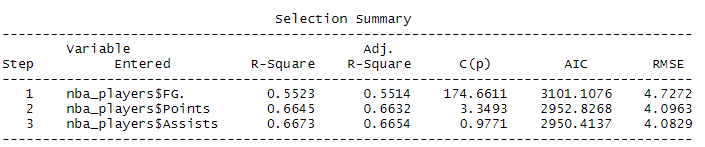 Selection Summary
--------------------------------------------------------------------------------------
Variable Adj.
Step Entered R-Square R-Square C(p) AIC RMSE
--------------------------------------------------------------------------------------
1 nba_players$FG. 0.5523 0.5514 174.6611 3101.1076 4.7272
2 nba_players$Points 0.6645 0.6632 3.3493 2952.8268 4.0963
3 nba_players$Assists 0.6673 0.6654 0.9771 2950.4137 4.0829
--------------------------------------------------------------------------------------